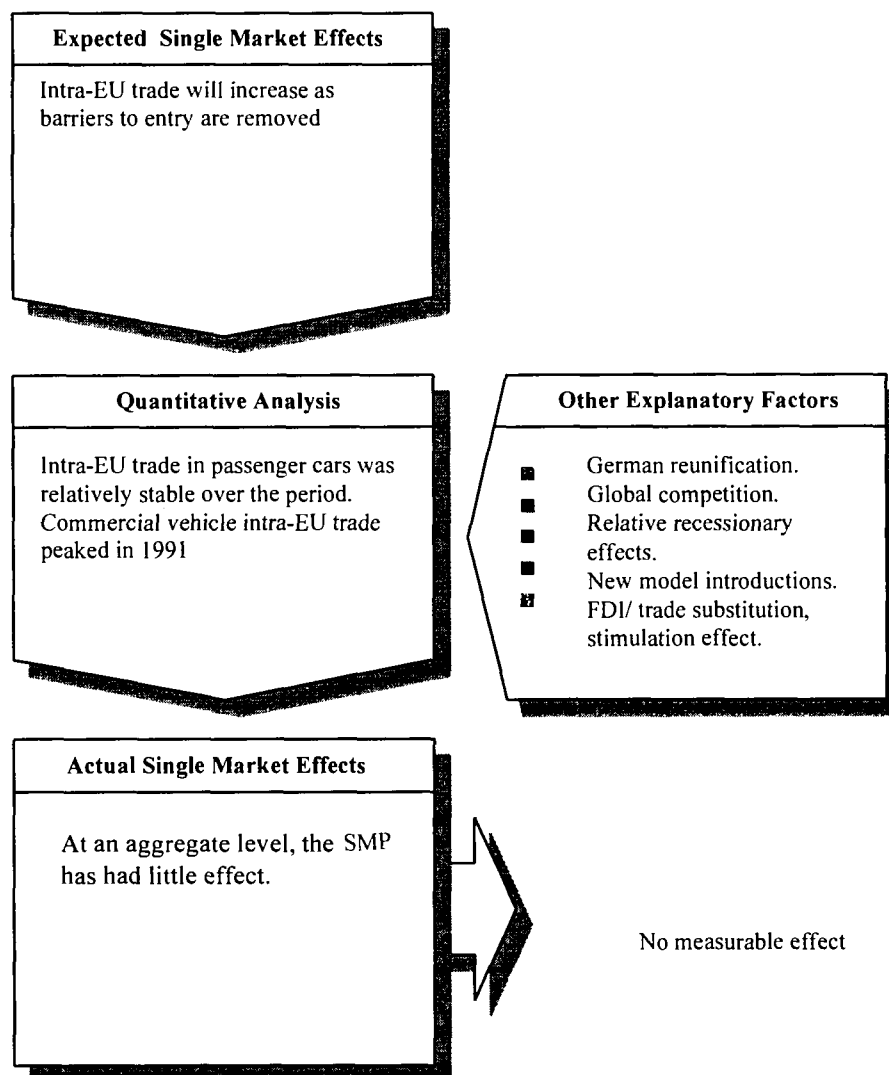 Expected Single Market Effects
Intra-EU trade will increase as
barriers to entry are removed
Quantitative Analysis
Intra-EU trade in passenger cars was
relatively stable over the period.
Commercial vehicle intra-EU trade
peaked in 1991
Other Explanatory Factors
German reunification.
Global competition.
Relative recessionary
effects.
New model introductions.
FDI/ trade substitution,
stimulation effect.
Actual Single Market Effects
At an aggregate level, the SMP
has had little effect.
No measurable effect